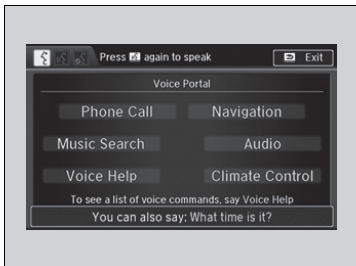 Press again to speak
Exit
Voice Portal
Phone Call Navigation
Music Search Audio
Voice Help Climate Control
To see a list of voice commands, say Voice Help
You can also say; What time is it?